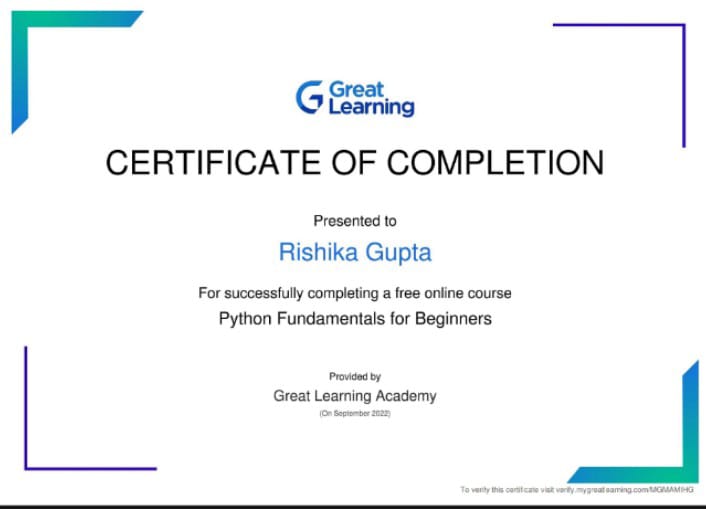 Great
Learning
CERTIFICATE OF COMPLETION
Presented to
Rishika Gupta
For successfully completing a free online course
Python Fundamentals for Beginners
Provided by
Great Learning Academy
(On September 2022)
To verify this certificate visit verify.mygreatlearning.com/MGMAMIHG